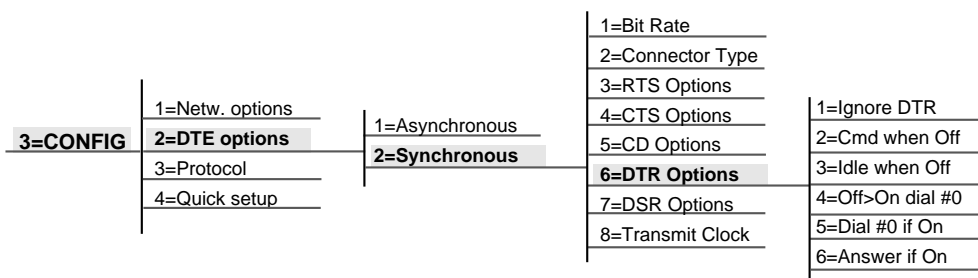 3=CONFIG
1=Netw. options
2=DTE options
3=Protocol
4=Quick setup
1=Asynchronous
2=Synchronous
1=Bit Rate
2=Connector Type
3=RTS Options
4=CTS Options
5=CD Options
6=DTR Options
7=DSR Options
8=Transmit Clock
1=Ignore DTR
2=Cmd when Off
3=Idle when Off
4=Off>On dial #0
5=Dial #0 if On
6=Answer if On